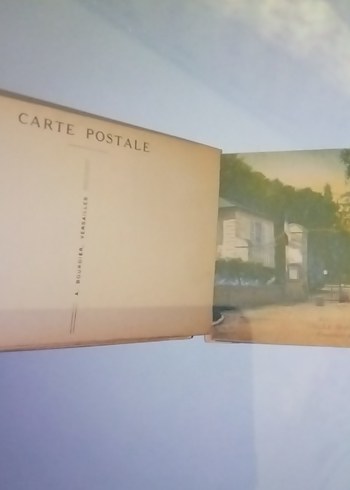 CARTE POSTALE
A. BOURDIER, VERSAILLES